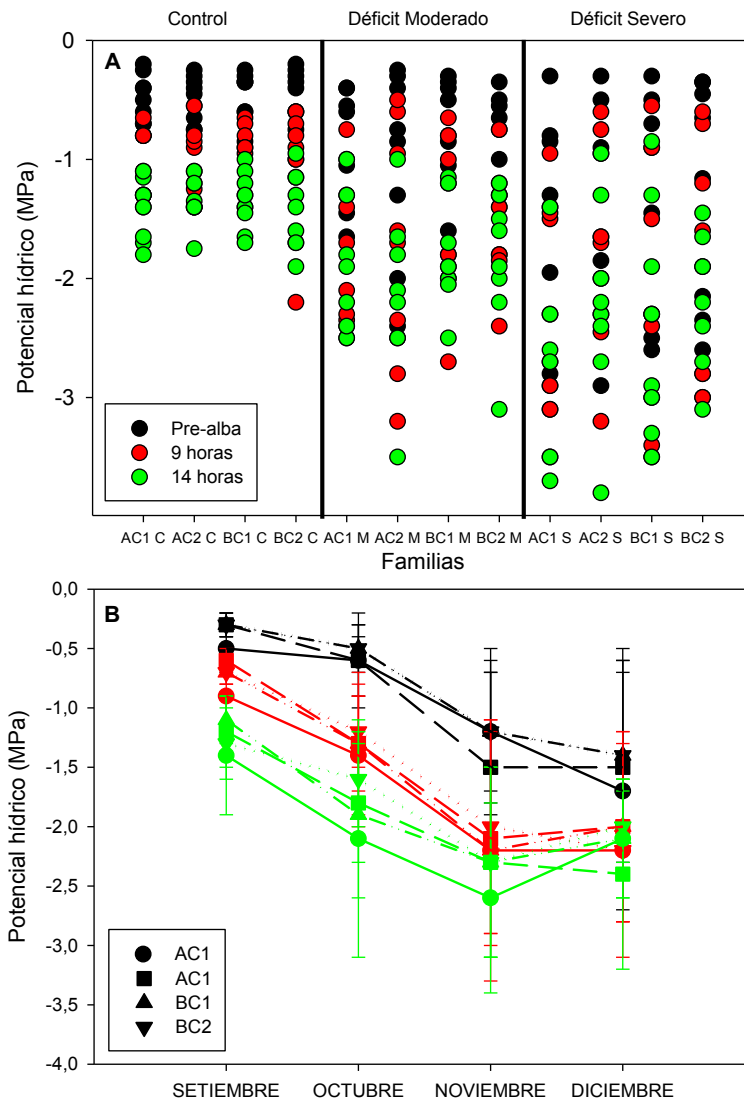 Control Déficit Moderado Déficit Severo
A
0
-1
-2
-3
Potencial hídrico (MPa)
Pre-alba
9 horas
14 horas
AC1 C AC2 C BC1 C BC2 C AC1 M AC2 M BC1 M BC2 M AC1 S AC2 S BC1 S BC2 S
Familias
B
0,0
-0,5
-1,0
-1,5
-2,0
-2,5
-3,0
-3,5
-4,0
Potencial hídrico (MPa)
AC1
AC1
BC1
BC2
SETIEMBRE OCTUBRE NOVIEMBRE DICIEMBRE